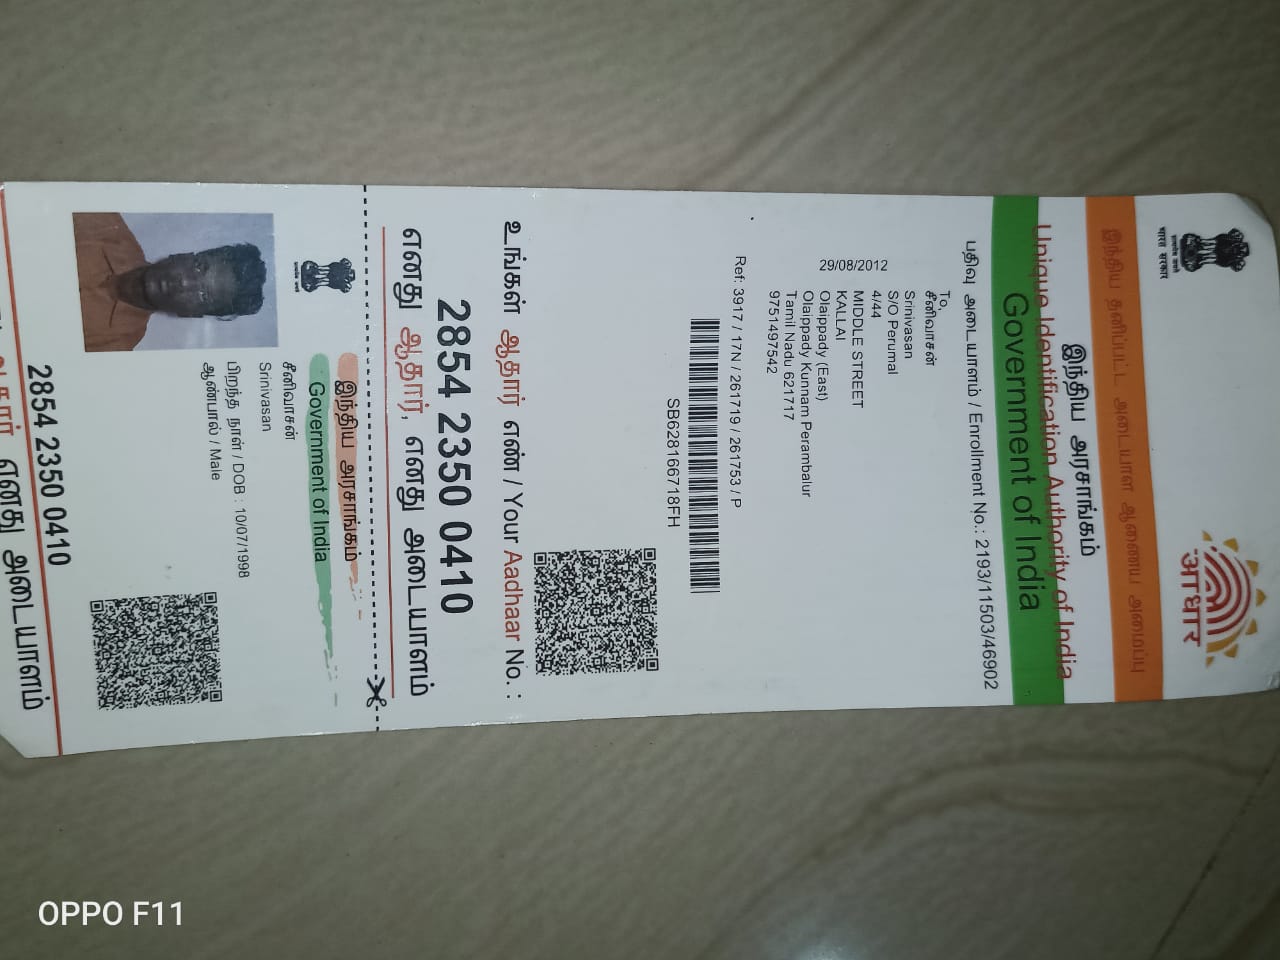 भारत सरकार
आधार
இந்திய தனிப்பட்ட அடையாள ஆணைய அமைப்பு
இந்திய அரசாங்கம்
Unique Identification Authority of India
Government of India
பதிவு அடையாளம் / Enrollment No.: 2193/11503/46902
To,
சீனிவாசன்
Srinivasan
S/O Perumal
4/44
MIDDLE STREET
KALLAI
Olaippady (East)
Olaippady Kunnam Perambalur
Tamil Nadu 621717
9751497542
29/08/2012
Ref: 3917 / 17N / 261719 / 261753 / P
SB628166718FH
உங்கள் ஆதார் எண் / Your Aadhaar No. :
2854 2350 0410
எனது ஆதார், எனது அடையாளம்
இந்திய அரசாங்கம்
Government of India
சீனிவாசன்
Srinivasan
பிறந்த நாள் / DOB : 10/07/1998
ஆண்பால் / Male
2854 2350 0410
எனது அடையாளம்
OPPO F11